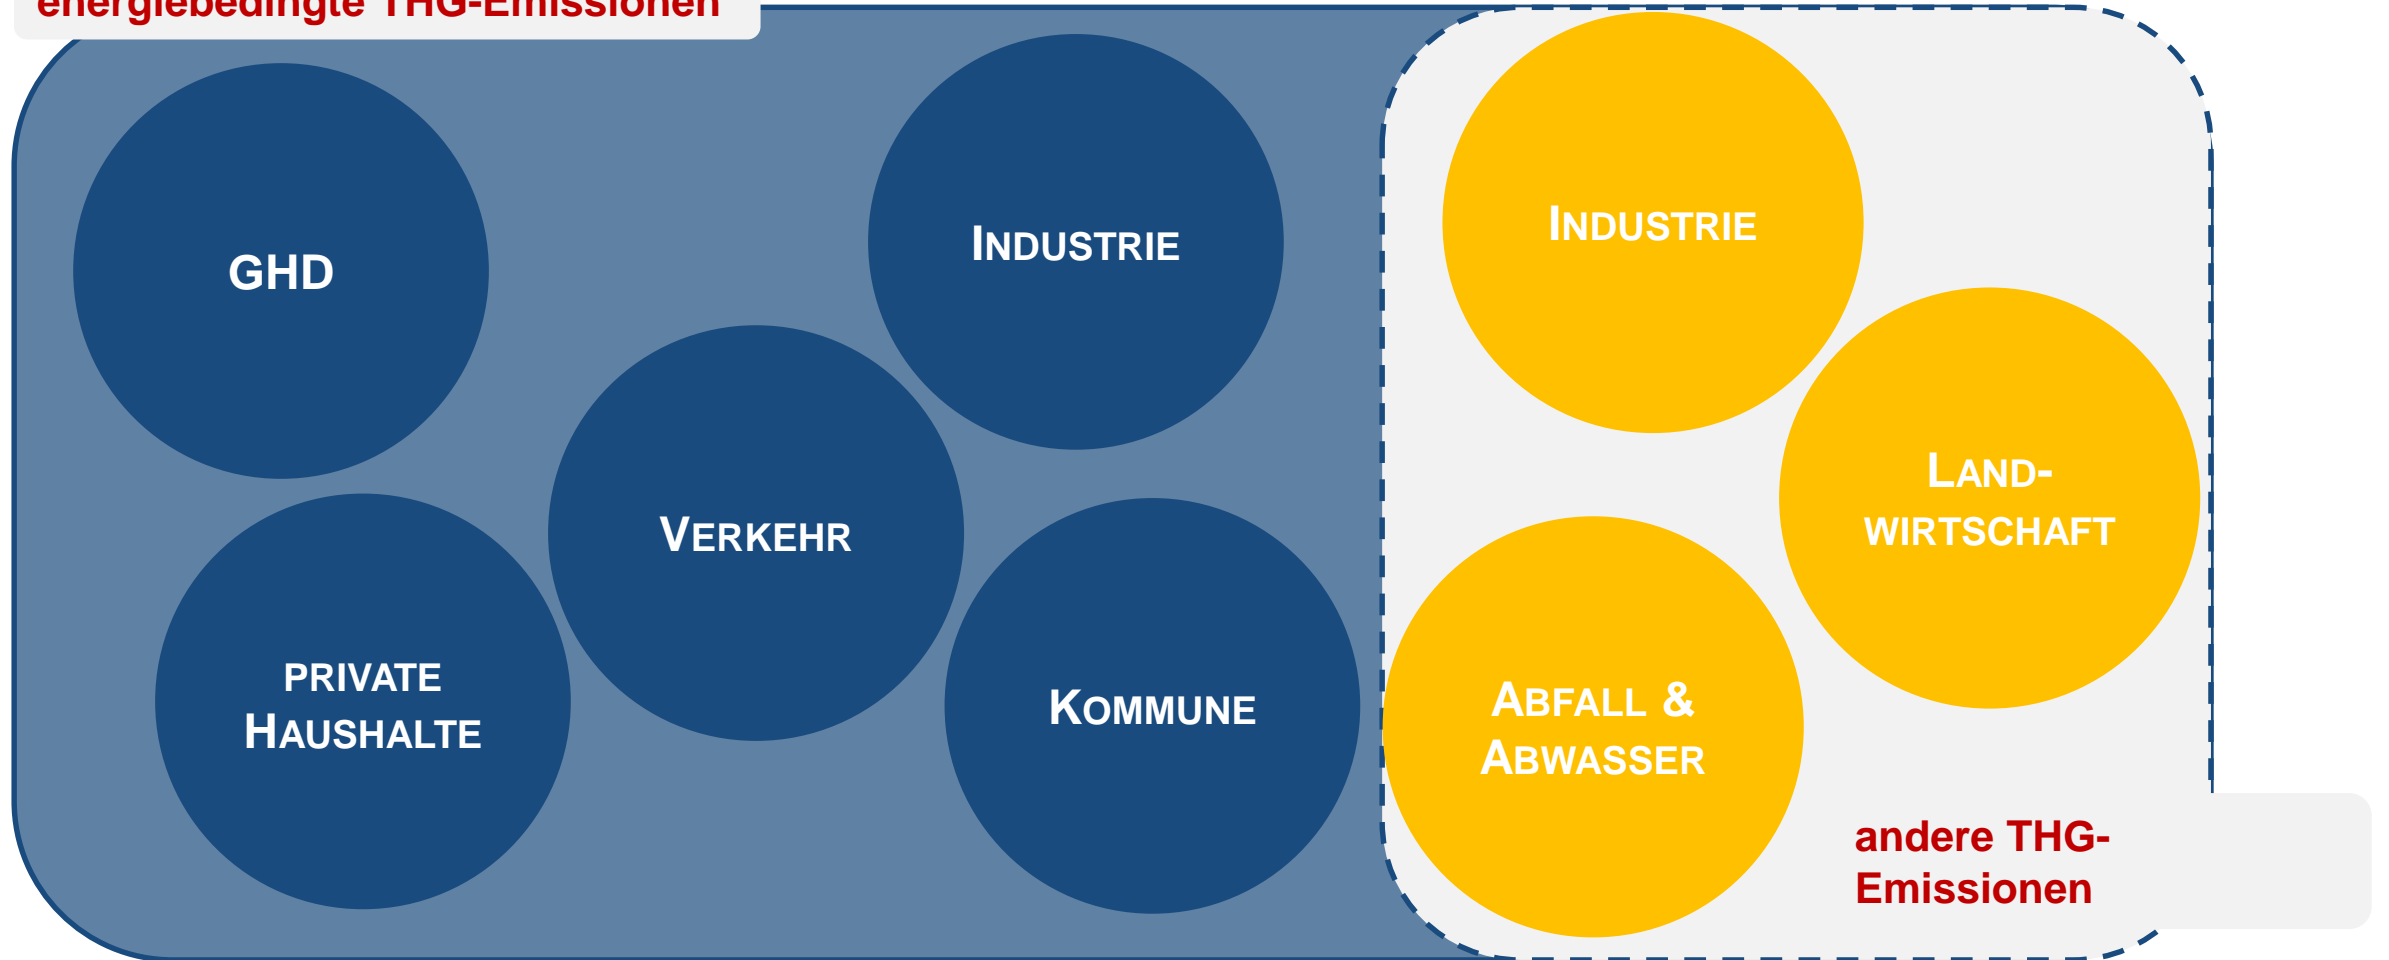 energiebedingte THG-Emissionen
GHD
INDUSTRIE
VERKEHR
PRIVATE
HAUSHALTE
KOMMUNE
INDUSTRIE
LAND-
WIRTSCHAFT
ABFALL &
ABWASSER
andere THG-
Emissionen